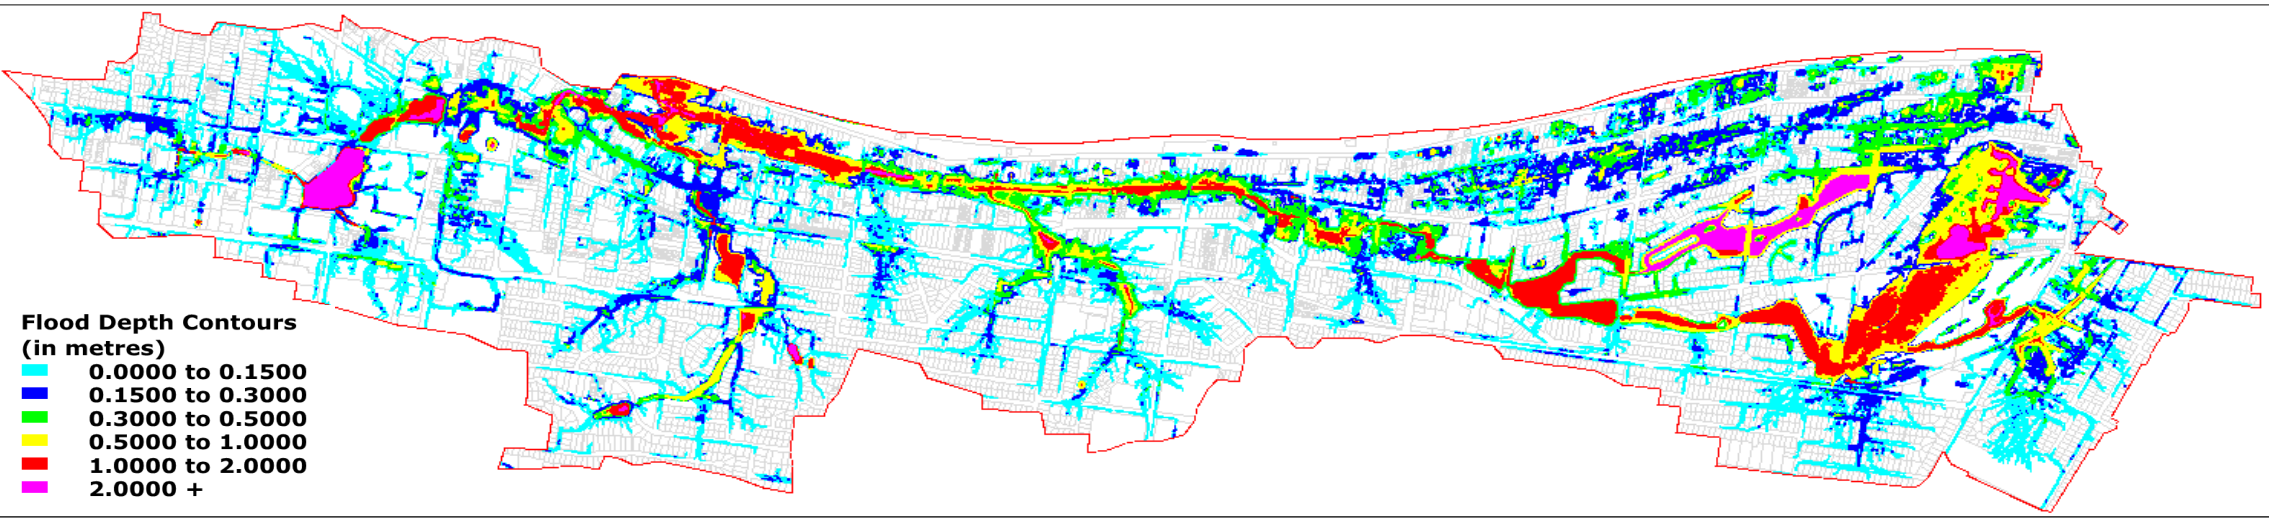 Flood Depth Contours
(in metres)
0.0000 to 0.1500
0.1500 to 0.3000
0.3000 to 0.5000
0.5000 to 1.0000
1.0000 to 2.0000
2.0000 +